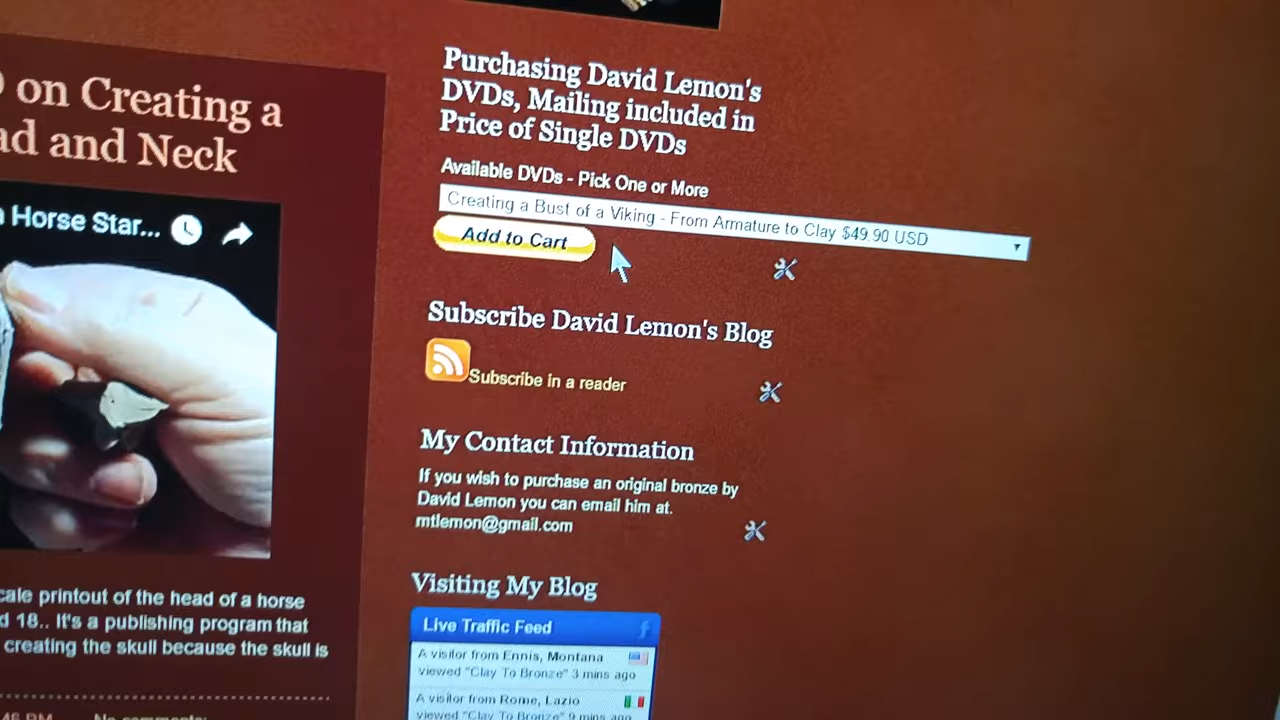 on Creating a
ad and Neck
Horse Star...
cale printout of the head of a horse
d 18.. It's a publishing program that
creating the skull because the skull is
No comments:
Purchasing David Lemon's
DVDs, Mailing included in
Price of Single DVDs
Available DVDs - Pick One or More
Creating a Bust of a Viking - From Armature to Clay $49.90 USD
Add to Cart
Subscribe David Lemon's Blog
Subscribe in a reader
My Contact Information
If you wish to purchase an original bronze by
David Lemon you can email him at.
mtlemon@gmail.com
Visiting My Blog
Live Traffic Feed
A visitor from Ennis, Montana
viewed "Clay To Bronze" 3 mins ago
A visitor from Rome, Lazio
viewed "Clay To Bronze" 9 mins ago